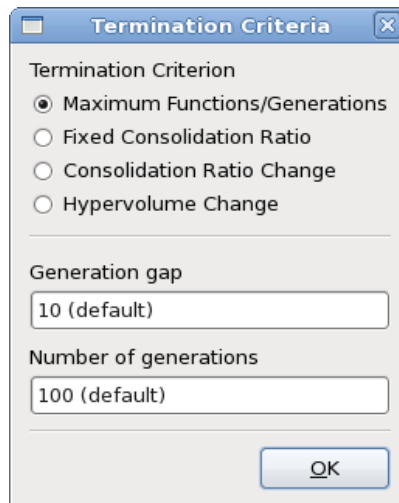 Termination Criteria
Termination Criterion
Maximum Functions/Generations
Fixed Consolidation Ratio
Consolidation Ratio Change
Hypervolume Change
Generation gap
10 (default)
Number of generations
100 (default)
OK